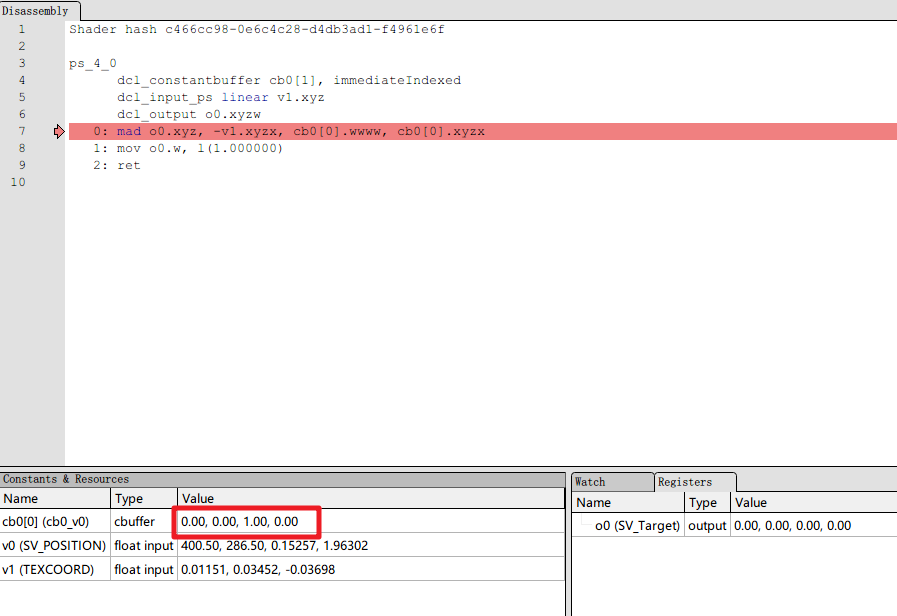 Disassembly
1 Shader hash c466cc98-0e6c4c28-d4db3ad1-f4961e6f
2
3 ps_4_0
4 dcl_constantbuffer cb0[1], immediateIndexed
5 dcl_input_ps linear v1.xyz
6 dcl_output o0.xyzw
7 0: mad o0.xyz, -v1.xyzx, cb0[0].wwww, cb0[0].xyzx
8 1: mov o0.w, l(1.000000)
9 2: ret
10
Constants & Resources
Name Type Value
cb0[0] (cb0_v0) cbuffer 0.00, 0.00, 1.00, 0.00
v0 (SV_POSITION) float input 400.50, 286.50, 0.15257, 1.96302
v1 (TEXCOORD) float input 0.01151, 0.03452, -0.03698
Watch Registers
Name Type Value
o0 (SV_Target) output 0.00, 0.00, 0.00, 0.00